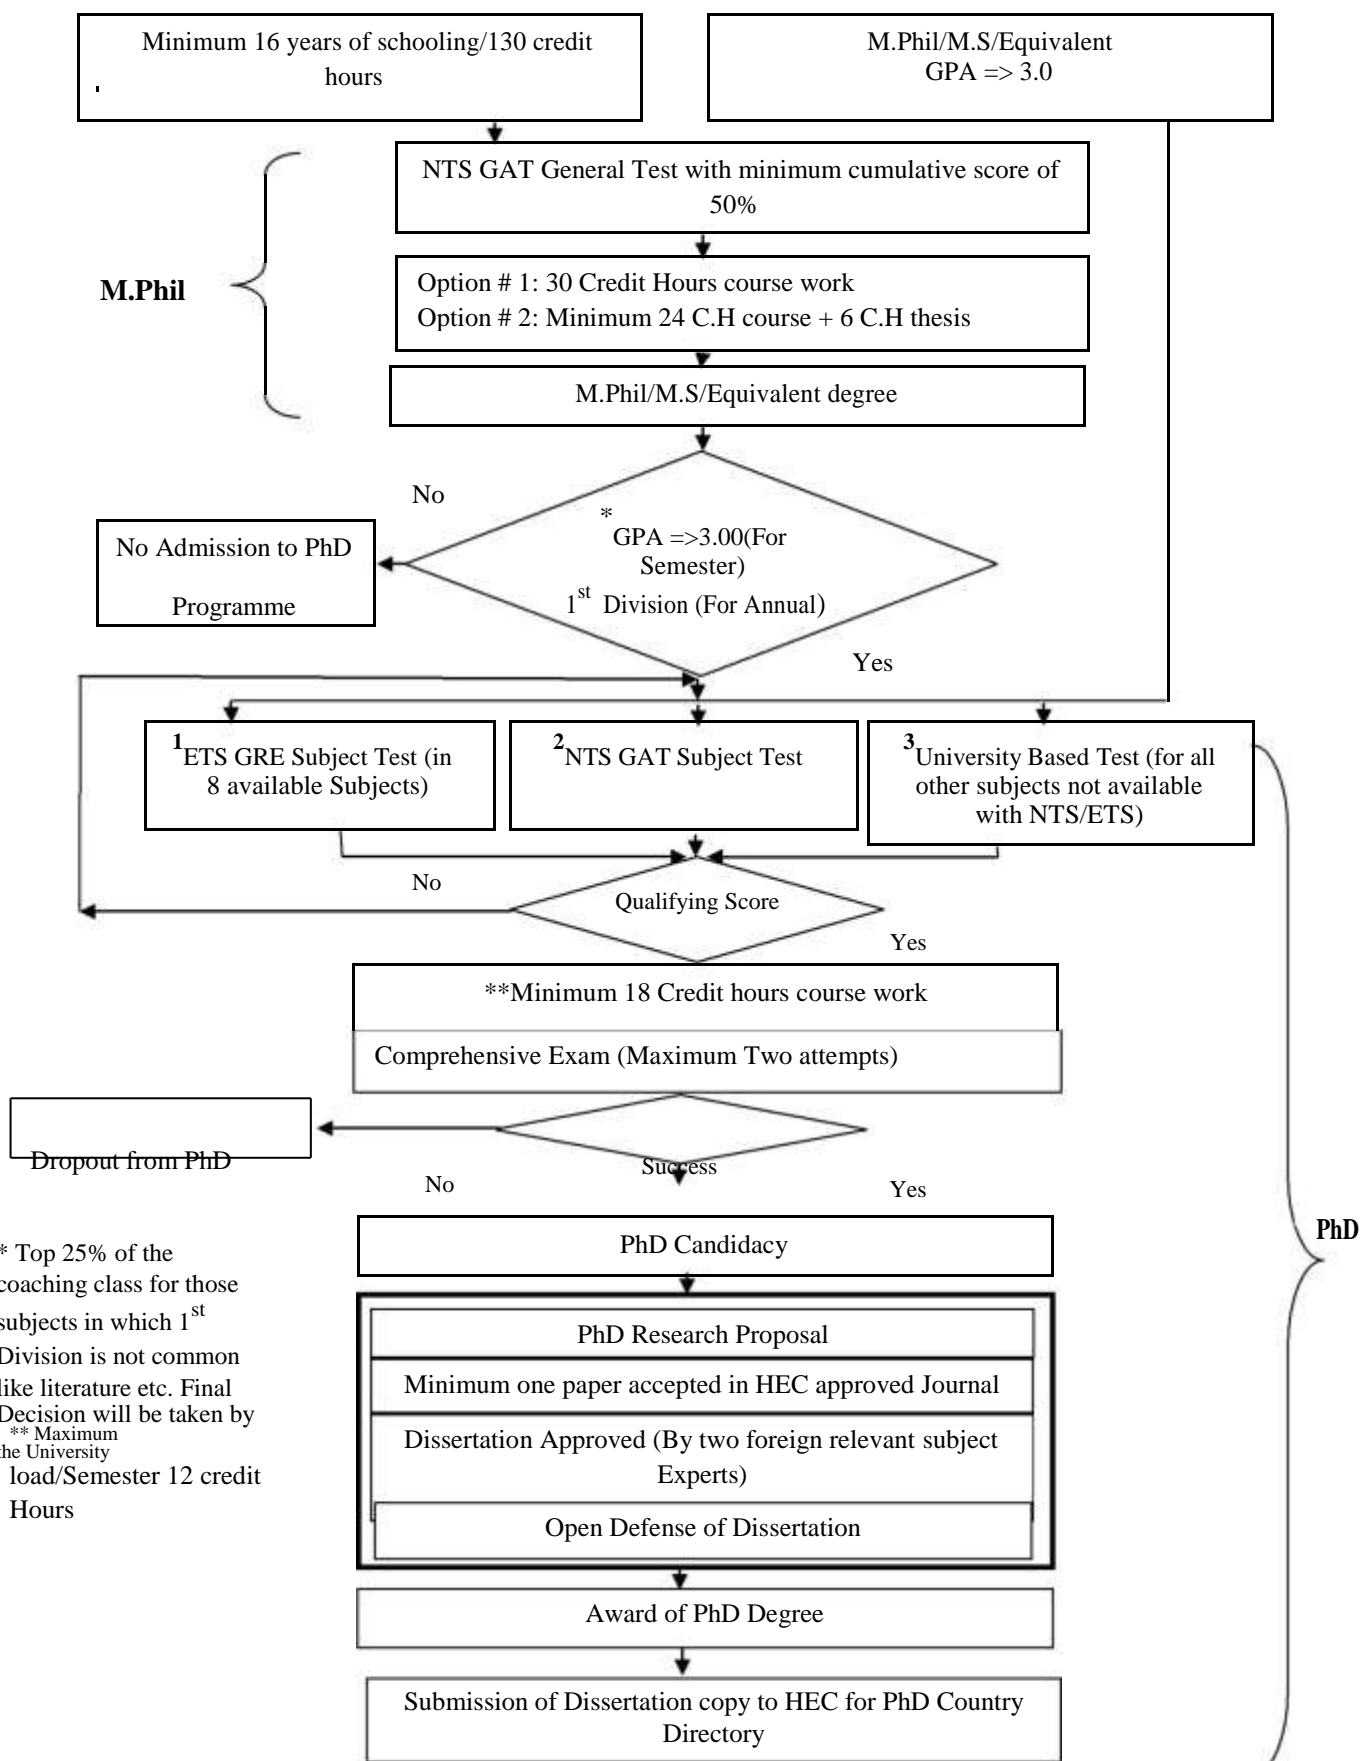 Minimum 16 years of schooling/130 credit
hours
M.Phil/M.S/Equivalent
GPA => 3.0
NTS GAT General Test with minimum cumulative score of
50%
M.Phil
Option # 1: 30 Credit Hours course work
Option # 2: Minimum 24 C.H course + 6 C.H thesis
M.Phil/M.S/Equivalent degree
No
*
GPA =>3.00(For
Semester)
1st Division (For Annual)
No Admission to PhD
Programme
Yes
1ETS GRE Subject Test (in
8 available Subjects)
2NTS GAT Subject Test
3University Based Test (for all
other subjects not available
with NTS/ETS)
No
Qualifying Score
Yes
**Minimum 18 Credit hours course work
Comprehensive Exam (Maximum Two attempts)
Dropout from PhD
Success
No
Yes
PhD
PhD Candidacy
* Top 25% of the
coaching class for those
subjects in which 1st
Division is not common
like literature etc. Final
Decision will be taken by
** Maximum
the University
load/Semester 12 credit
Hours
PhD Research Proposal
Minimum one paper accepted in HEC approved Journal
Dissertation Approved (By two foreign relevant subject
Experts)
Open Defense of Dissertation
Award of PhD Degree
Submission of Dissertation copy to HEC for PhD Country
Directory